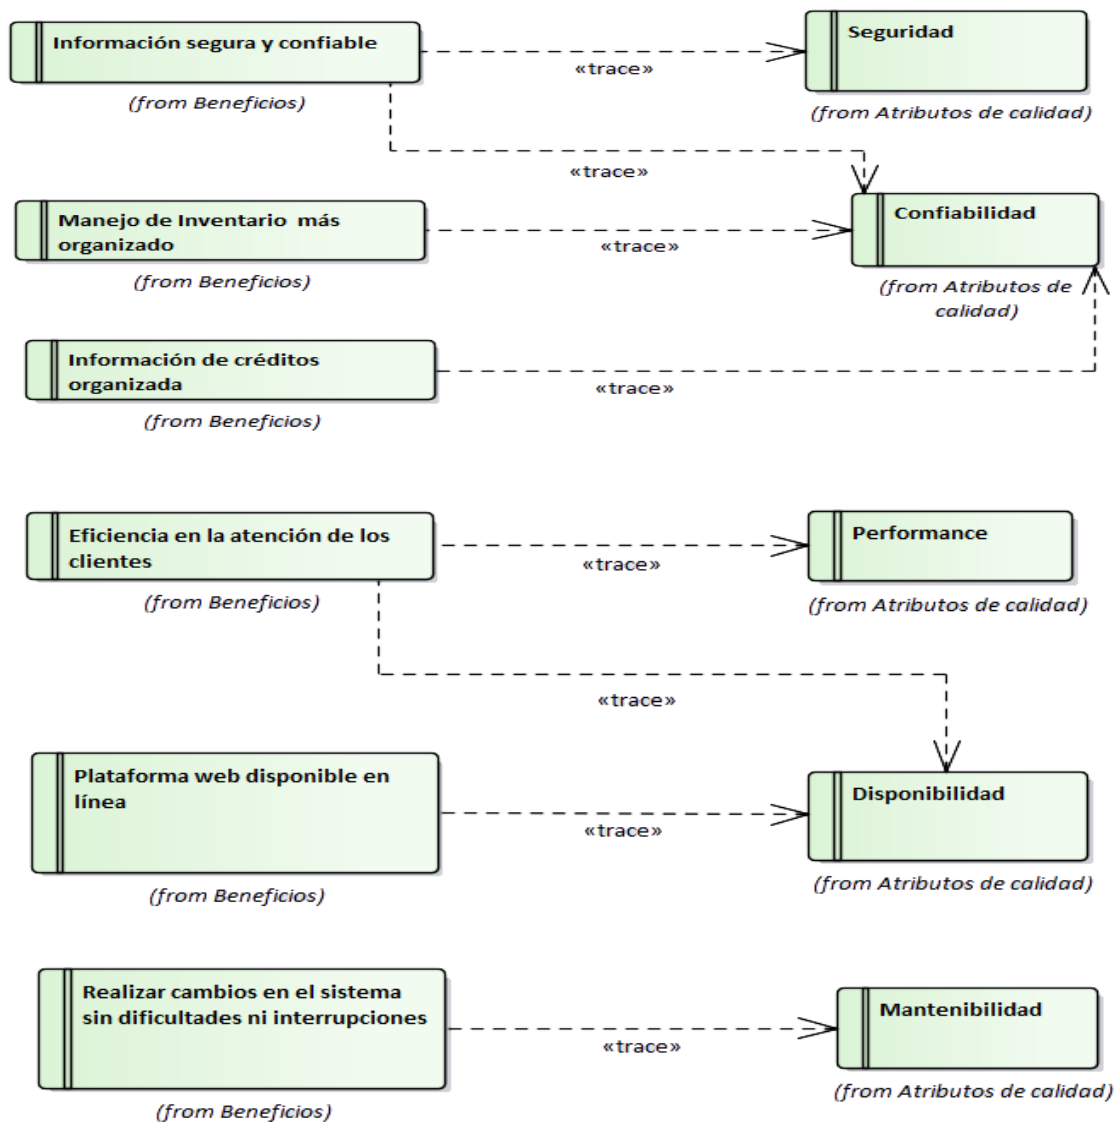 Información segura y confiable
Seguridad
«trace»
(from Beneficios)
(from Atributos de calidad)
«trace»
Manejo de Inventario  más
organizado
Confiabilidad
«trace»
(from Beneficios)
(from Atributos de
calidad)
Información de créditos
organizada
«trace»
(from Beneficios)
Eficiencia en la atención de los
clientes
Performance
«trace»
(from Beneficios)
(from Atributos de calidad)
«trace»
Plataforma web disponible en
línea
Disponibilidad
«trace»
(from Beneficios)
(from Atributos de calidad)
Realizar cambios en el sistema
sin dificultades ni interrupciones
Mantenibilidad
«trace»
(from Beneficios)
(from Atributos de calidad)